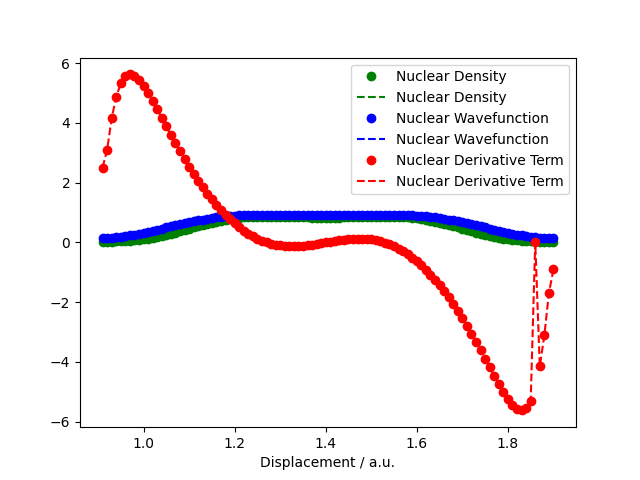 6
4
2
0
−2
−4
−6
1.0 1.2 1.4 1.6 1.8
Displacement / a.u.
Nuclear Density
Nuclear Density
Nuclear Wavefunction
Nuclear Wavefunction
Nuclear Derivative Term
Nuclear Derivative Term